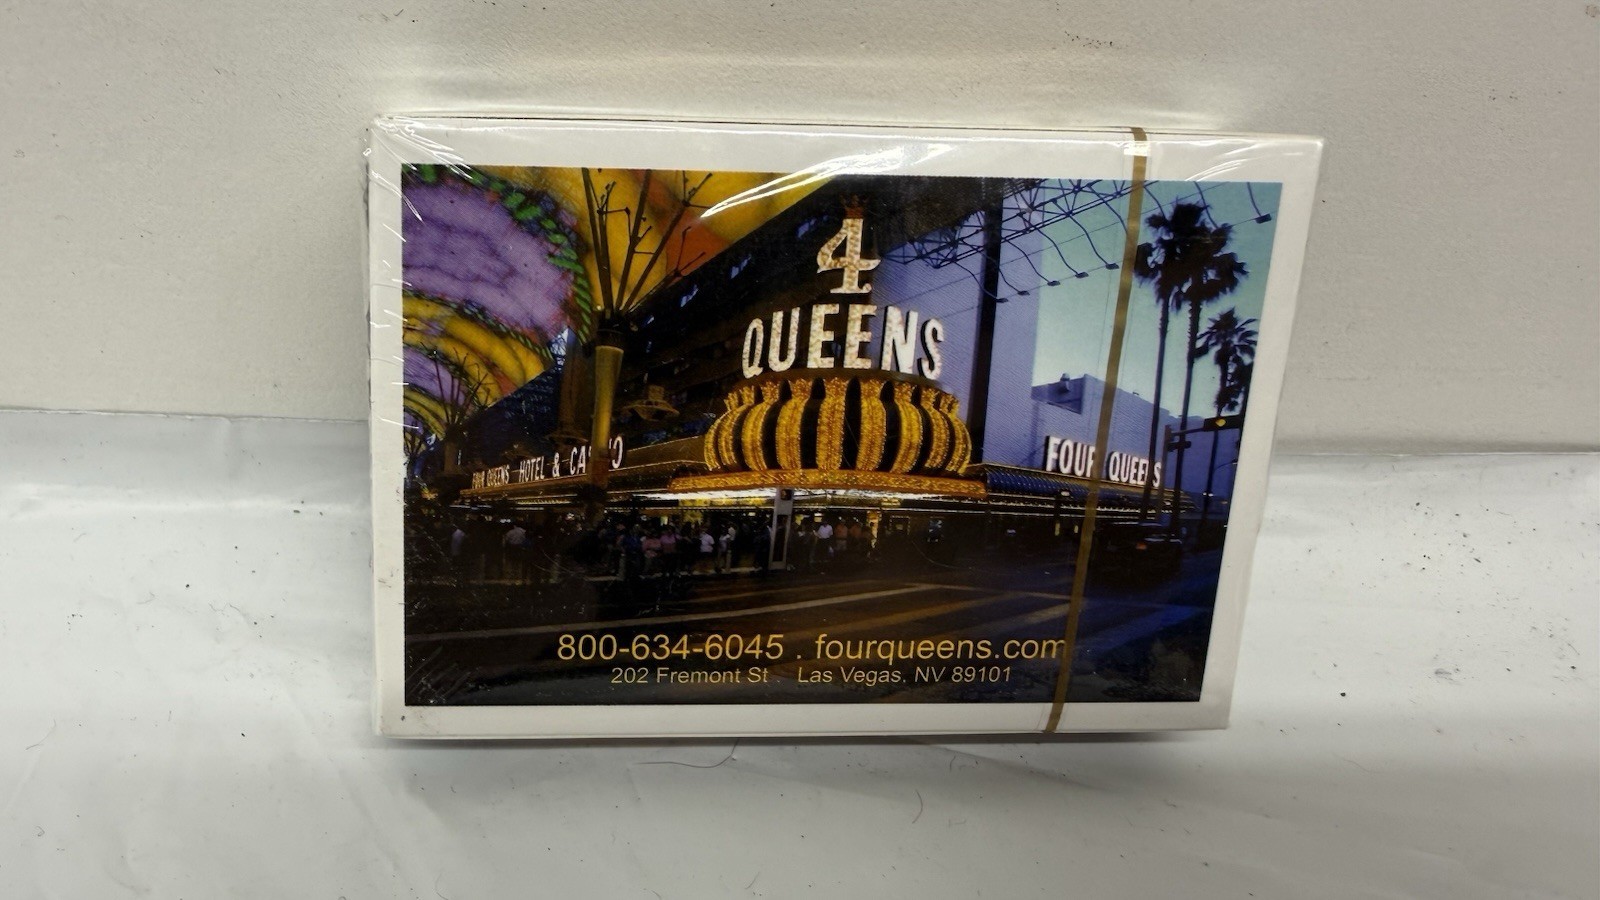 4
QUEENS
FOUR QUEENS HOTEL & CASINO
FOUR QUEENS
800-634-6045 . fourqueens.com
202 Fremont St . Las Vegas, NV 89101